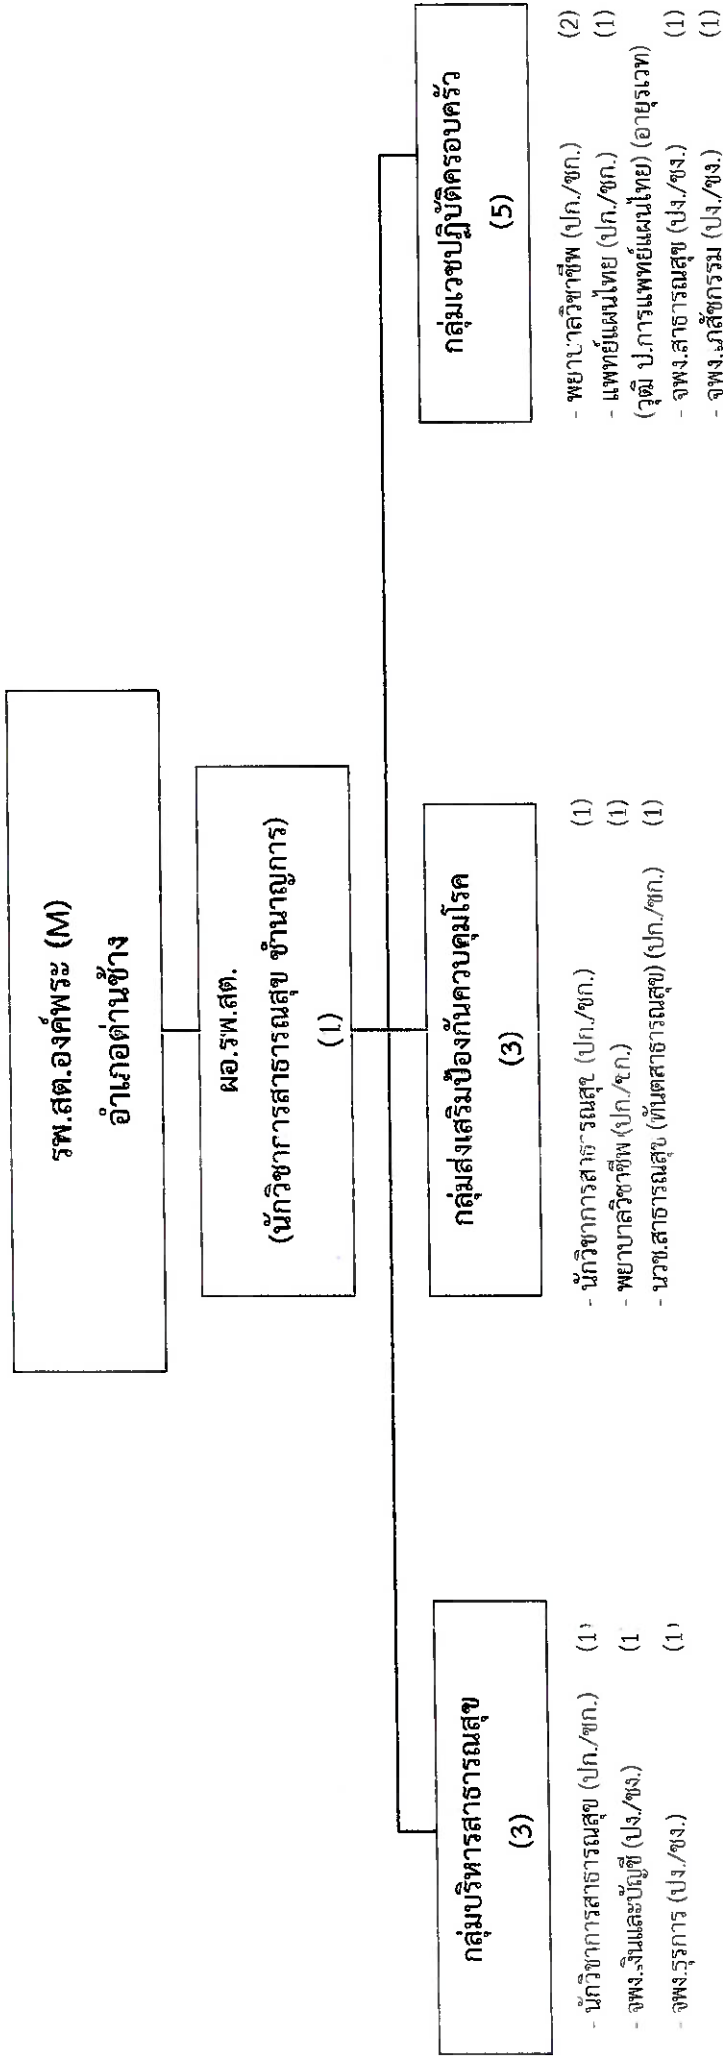 รพ.สต.องค์พระ (M)
อำเภอด่านช้าง
ผอ.รพ.สต.
(นักวิชาการสาธารณสุข ชำนาญการ)
(1)
กลุ่มบริหารสาธารณสุข
(3)
- นักวิชาการสาธารณสุข (ปก./ชก.) (1)
- จพง.เงินและบัญชี (ปง./ชง.) (1
- จพง.ธุรการ (ปง./ชง.) (1)
กลุ่มส่งเสริมป้องกันควบคุมโรค
(3)
- นักวิชาการสาธารณสุข (ปก./ชก.) (1)
- พยาบาลวิชาชีพ (ปก./ชก.) (1)
- นวช.สาธารณสุข (ทันตสาธารณสุข) (ปก./ชก.) (1)
กลุ่มเวชปฏิบัติครอบครัว
(5)
- พยาบาลวิชาชีพ (ปก./ชก.) (2)
- แพทย์แผนไทย (ปก./ชก.) (1)
(วุฒิ ป.การแพทย์แผนไทย) (อายุรเวท)
- จพง.สาธารณสุข (ปง./ชง.) (1)
- จพง.เภสัชกรรม (ปง./ชง.) (1)